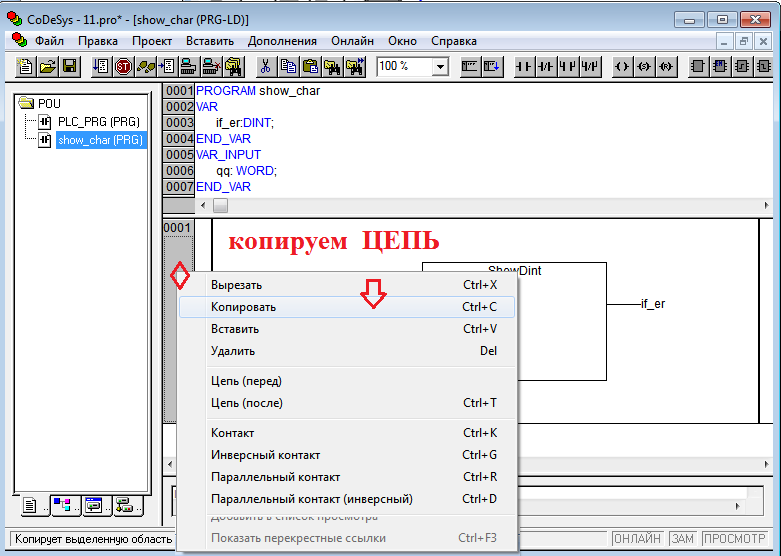 CoDeSys - 11.pro* - [show_char (PRG-LD)]
Файл Правка Проект Вставить Дополнения Онлайн Окно Справка
100 %
POU
PLC_PRG (PRG)
show_char (PRG)
0001 PROGRAM show_char
0002 VAR
0003 if_er:DINT;
0004 END_VAR
0005 VAR_INPUT
0006 qq: WORD;
0007 END_VAR
0001
копируем ЦЕПЬ
ShowDint
if_er
Вырезать Ctrl+X
Копировать Ctrl+C
Вставить Ctrl+V
Удалить Del
Цепь (перед)
Цепь (после) Ctrl+T
Контакт Ctrl+K
Инверсный контакт Ctrl+G
Параллельный контакт Ctrl+R
Параллельный контакт (инверсный) Ctrl+D
Добавить в список просмотра
Показать перекрестные ссылки Ctrl+F3
Копирует выделенную область
ОНЛАЙН ЗАМ ПРОСМОТР